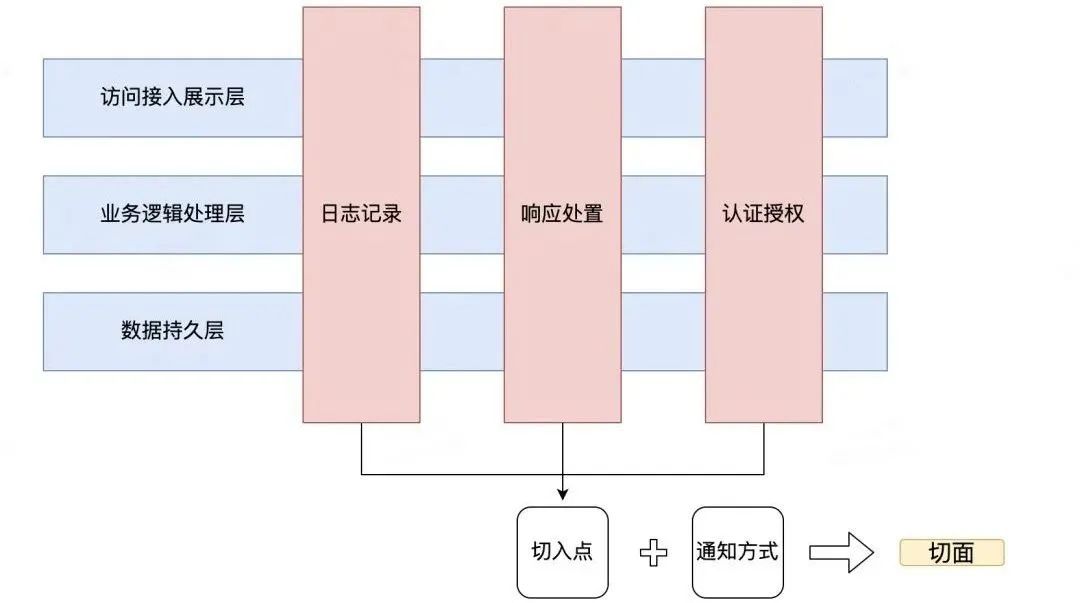 访问接入展示层
业务逻辑处理层
日志记录
响应处置
认证授权
数据持久层
切入点
通知方式
切面